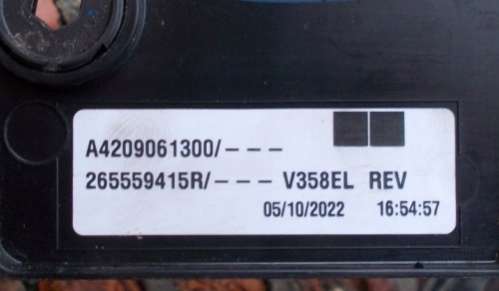 A4209061300/---
265559415R/--- V358EL REV
05/10/2022 16:54:57